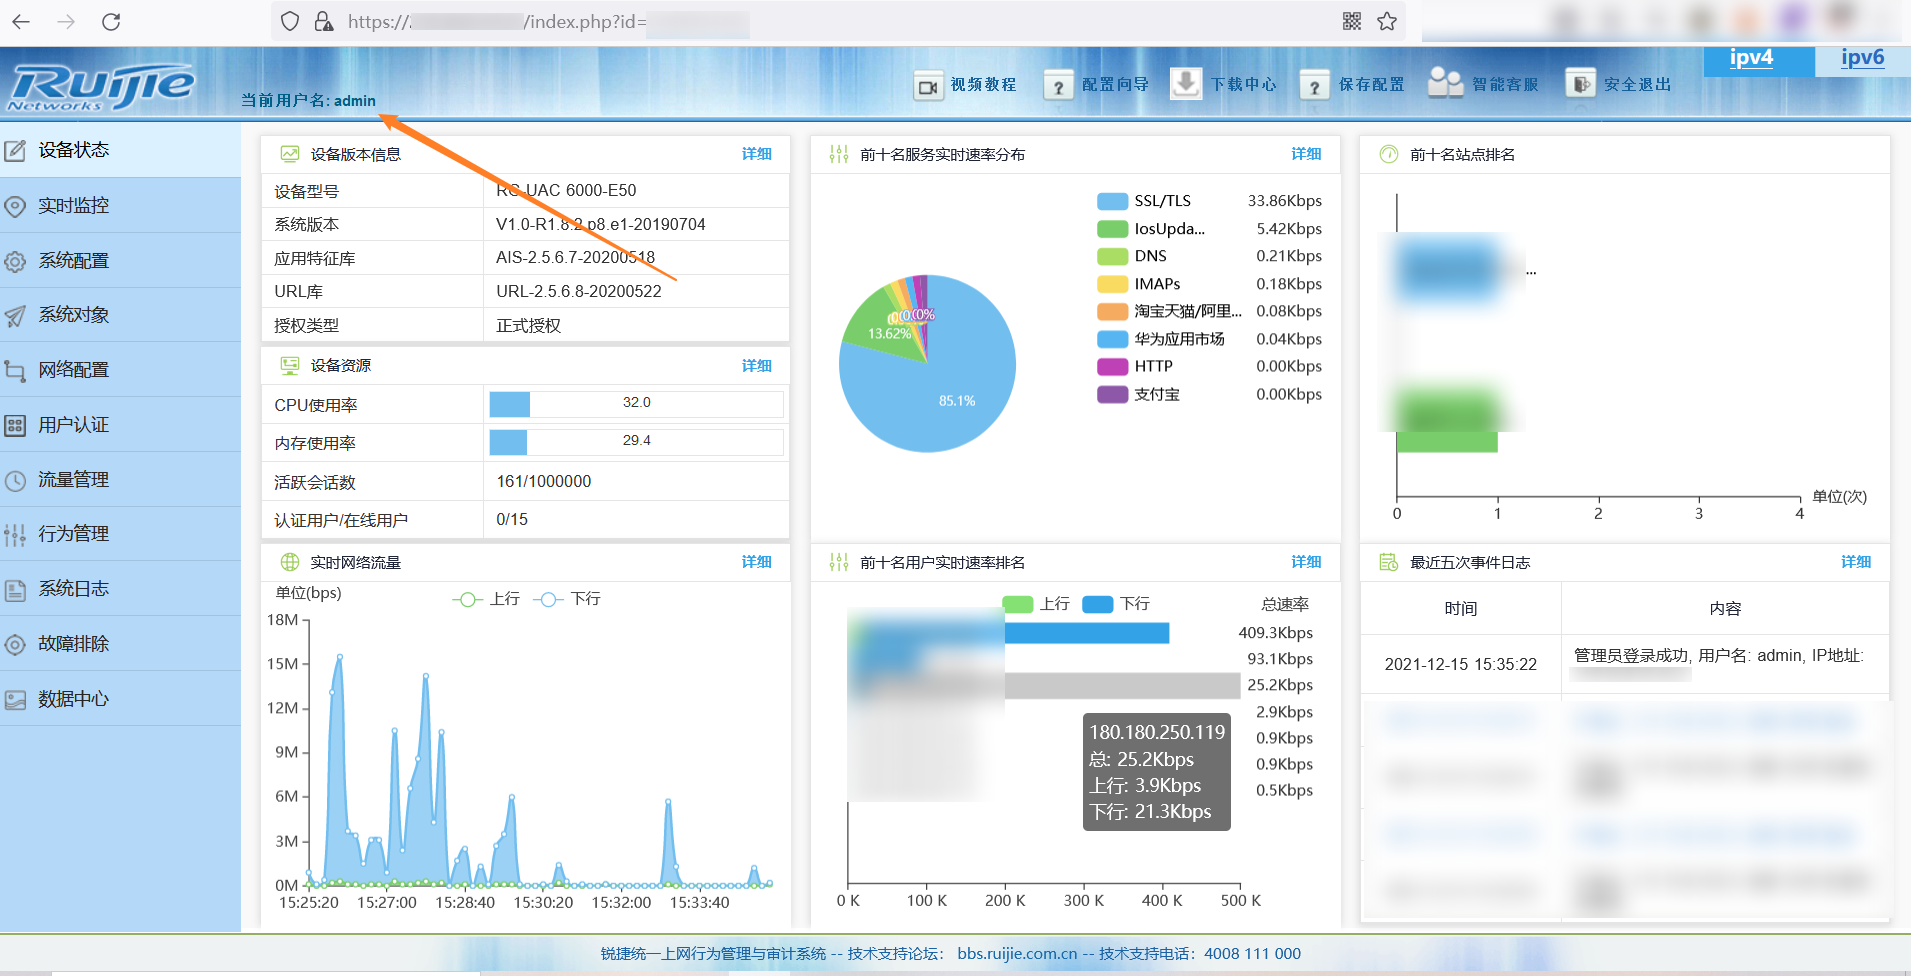 https://
/index.php?id=
Ruijie
Networks
当前用户名: admin
视频教程
配置向导
下载中心
保存配置
智能客服
安全退出
ipv4
ipv6
设备状态
实时监控
系统配置
系统对象
网络配置
用户认证
流量管理
行为管理
系统日志
故障排除
数据中心
设备版本信息 详细
设备型号 RG-UAC 6000-E50
系统版本 V1.0-R1.8.2.p8.e1-20190704
应用特征库 AIS-2.5.6.7-20200518
URL库 URL-2.5.6.8-20200522
授权类型 正式授权
设备资源 详细
CPU使用率 32.0
内存使用率 29.4
活跃会话数 161/1000000
认证用户/在线用户 0/15
实时网络流量 详细
单位(bps)
上行 下行
18M
15M
12M
9M
6M
3M
0M
15:25:20 15:27:00 15:28:40 15:30:20 15:32:00 15:33:40
前十名服务实时速率分布 详细
SSL/TLS 33.86Kbps
IosUpda... 5.42Kbps
DNS 0.21Kbps
IMAPs 0.18Kbps
淘宝天猫/阿里... 0.08Kbps
华为应用市场 0.04Kbps
HTTP 0.00Kbps
支付宝 0.00Kbps
13.62%
85.1%
前十名用户实时速率排名 详细
上行 下行 总速率
409.3Kbps
93.1Kbps
25.2Kbps
2.9Kbps
0.9Kbps
0.9Kbps
0.5Kbps
180.180.250.119
总: 25.2Kbps
上行: 3.9Kbps
下行: 21.3Kbps
0 K 100 K 200 K 300 K 400 K 500 K
前十名站点排名
...
单位(次)
0 1 2 3 4
最近五次事件日志 详细
时间 内容
2021-12-15 15:35:22 管理员登录成功, 用户名: admin, IP地址:
锐捷统一上网行为管理与审计系统 -- 技术支持论坛： bbs.ruijie.com.cn -- 技术支持电话：4008 111 000